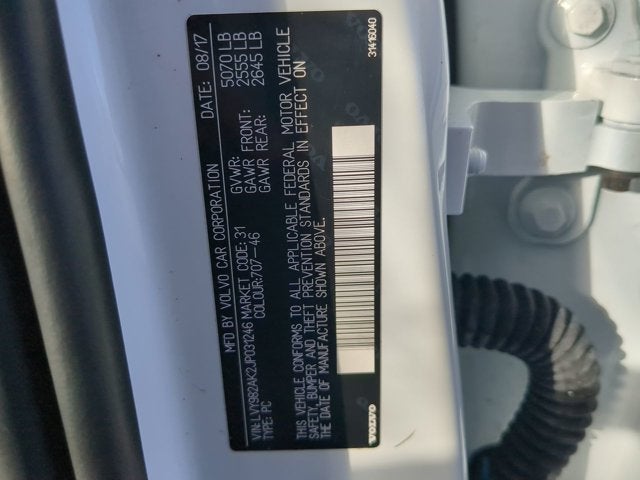 MFD BY VOLVO CAR CORPORATION DATE: 08/17
VIN: LVY982AK2JP031246 MARKET CODE: 31 GVWR: 5070 LB
TYPE: PC COLOUR: 707-46 GAWR FRONT: 2555 LB
GAWR REAR: 2645 LB
THIS VEHICLE CONFORMS TO ALL APPLICABLE FEDERAL MOTOR VEHICLE
SAFETY, BUMPER AND THEFT PREVENTION STANDARDS IN EFFECT ON
THE DATE OF MANUFACTURE SHOWN ABOVE.
VOLVO 31416040